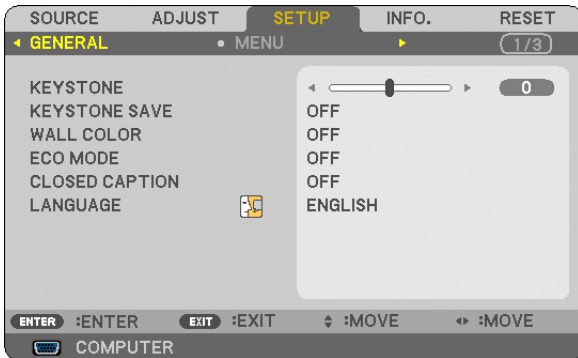 SOURCE ADJUST SETUP INFO. RESET
GENERAL • MENU 1/3
KEYSTONE 0
KEYSTONE SAVE OFF
WALL COLOR OFF
ECO MODE OFF
CLOSED CAPTION OFF
LANGUAGE ENGLISH
ENTER :ENTER EXIT :EXIT :MOVE :MOVE
COMPUTER